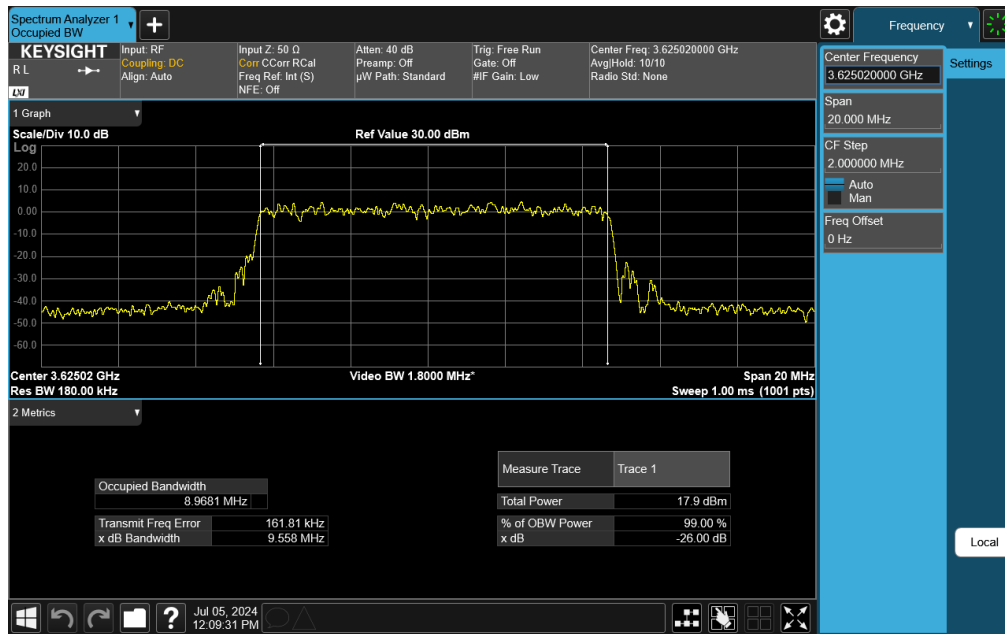 Spectrum Analyzer 1
Occupied BW
Frequency
KEYSIGHT
R L
LXI
Input: RF
Coupling: DC
Align: Auto
Input Z: 50 Ω
Corr CCorr RCal
Freq Ref: Int (S)
NFE: Off
Atten: 40 dB
Preamp: Off
µW Path: Standard
Trig: Free Run
Gate: Off
#IF Gain: Low
Center Freq: 3.625020000 GHz
Avg|Hold: 10/10
Radio Std: None
Center Frequency
3.625020000 GHz
Settings
Span
20.000 MHz
CF Step
2.000000 MHz
Auto
Man
Freq Offset
0 Hz
Local
1 Graph
Scale/Div 10.0 dB
Ref Value 30.00 dBm
Log
20.0
10.0
0.00
-10.0
-20.0
-30.0
-40.0
-50.0
-60.0
Center 3.62502 GHz
Video BW 1.8000 MHz*
Span 20 MHz
Res BW 180.00 kHz
Sweep 1.00 ms (1001 pts)
2 Metrics
Occupied Bandwidth
8.9681 MHz
Transmit Freq Error 161.81 kHz
x dB Bandwidth 9.558 MHz
Measure Trace Trace 1
Total Power 17.9 dBm
% of OBW Power 99.00 %
x dB -26.00 dB
?
Jul 05, 2024
12:09:31 PM